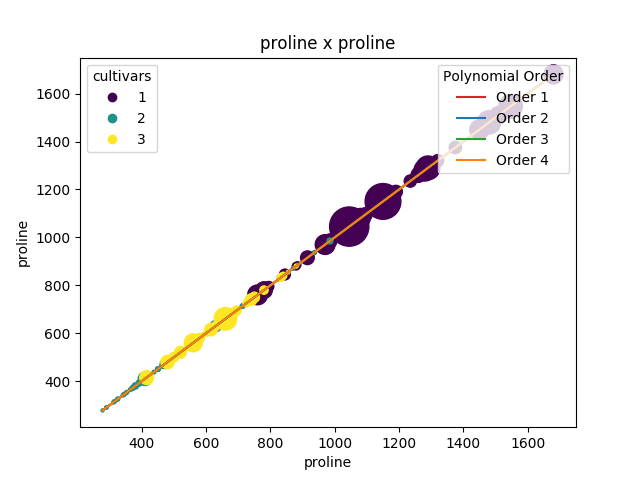 proline x proline
cultivars
1
2
3
Polynomial Order
Order 1
Order 2
Order 3
Order 4
proline
1600
1400
1200
1000
800
600
400
400 600 800 1000 1200 1400 1600
proline